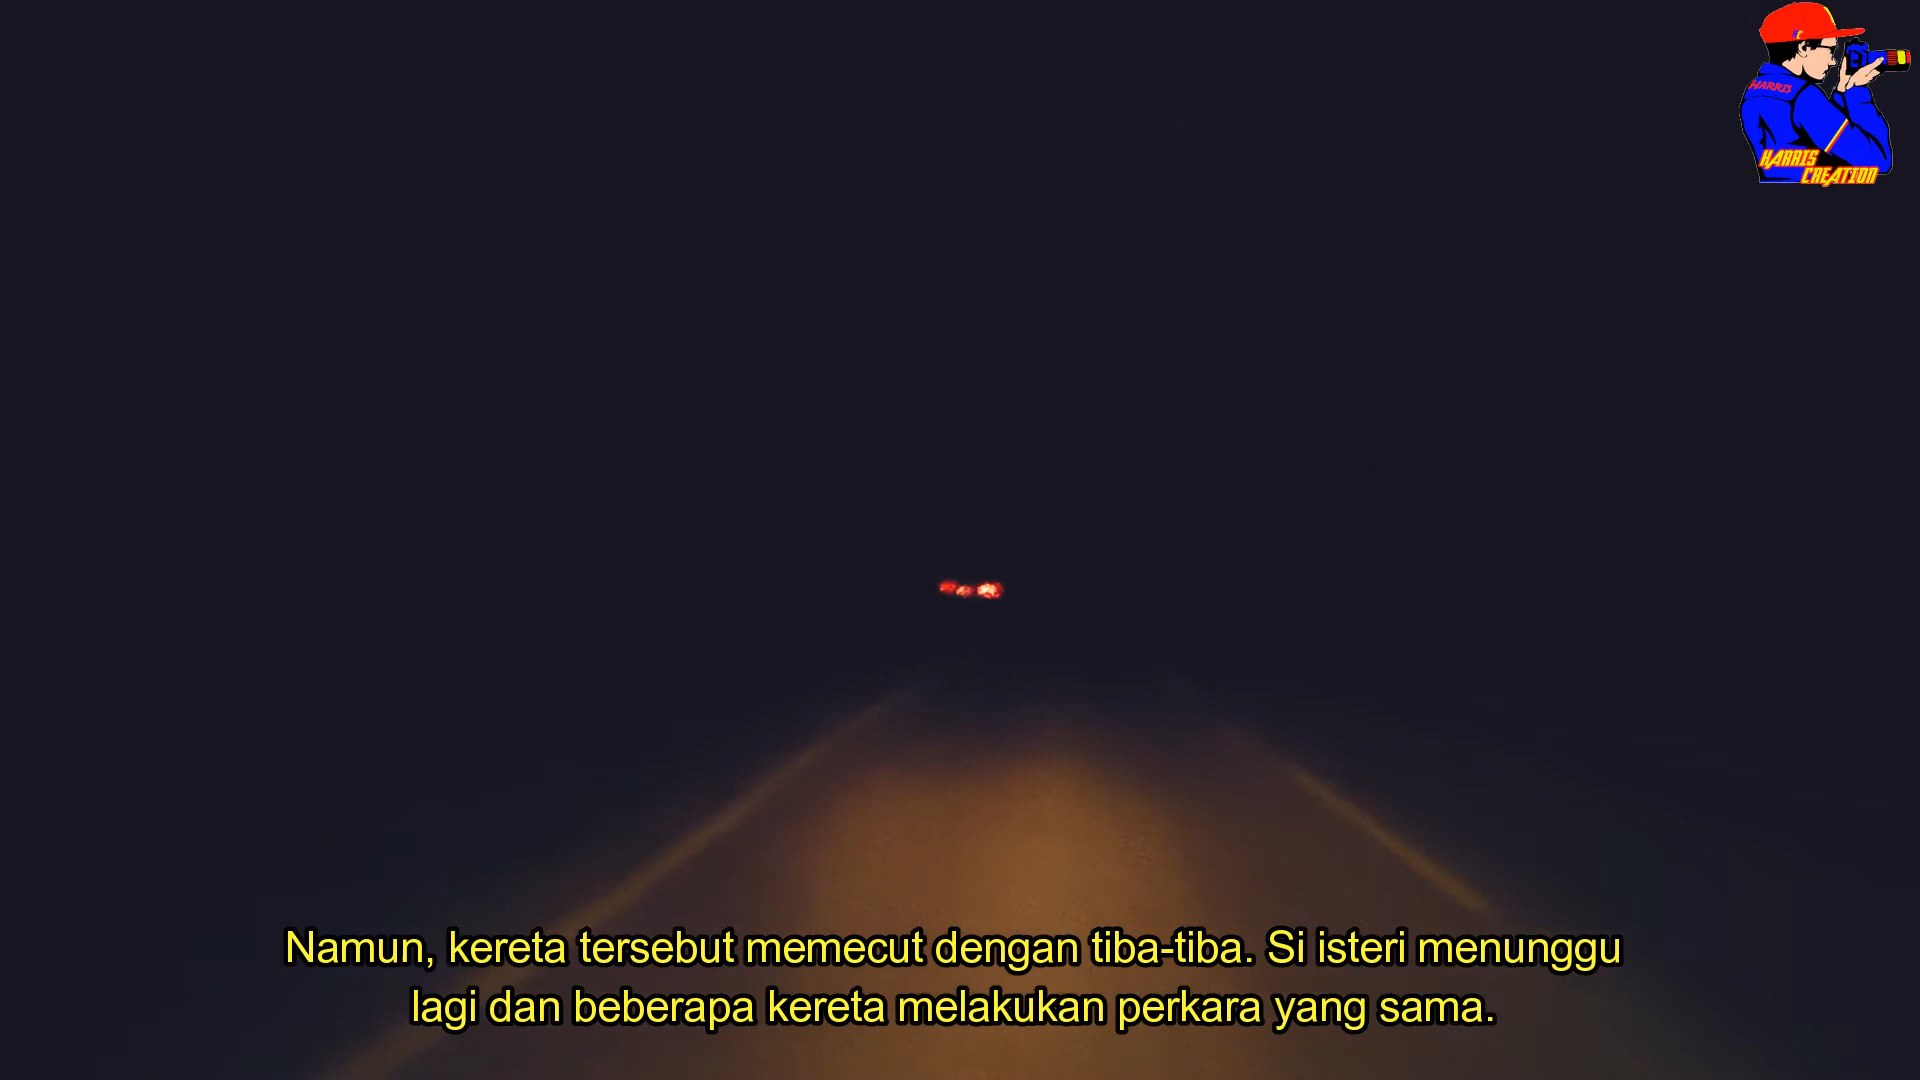 HARRIS
HARRIS
CREATION
Namun, kereta tersebut memecut dengan tiba-tiba. Si isteri menunggu
lagi dan beberapa kereta melakukan perkara yang sama.